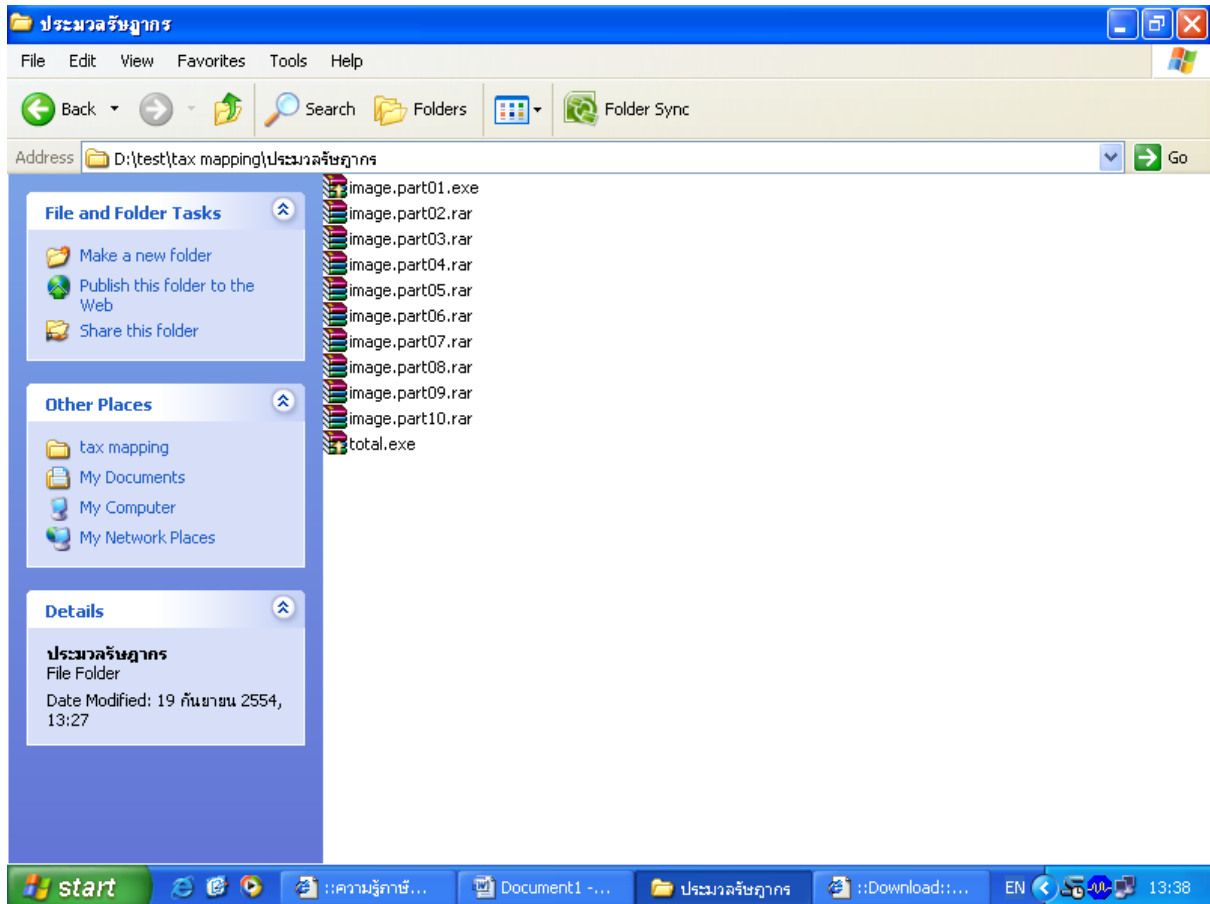 ประมวลรัษฎากร
File Edit View Favorites Tools Help
Back Search Folders Folder Sync
Address D:\test\tax mapping\ประมวลรัษฎากร Go
File and Folder Tasks
Make a new folder
Publish this folder to the
Web
Share this folder
Other Places
tax mapping
My Documents
My Computer
My Network Places
Details
ประมวลรัษฎากร
File Folder
Date Modified: 19 กันยายน 2554,
13:27
image.part01.exe
image.part02.rar
image.part03.rar
image.part04.rar
image.part05.rar
image.part06.rar
image.part07.rar
image.part08.rar
image.part09.rar
image.part10.rar
total.exe
start ::ความรู้ภาษี... Document1 -... ประมวลรัษฎากร ::Download::... EN 13:38